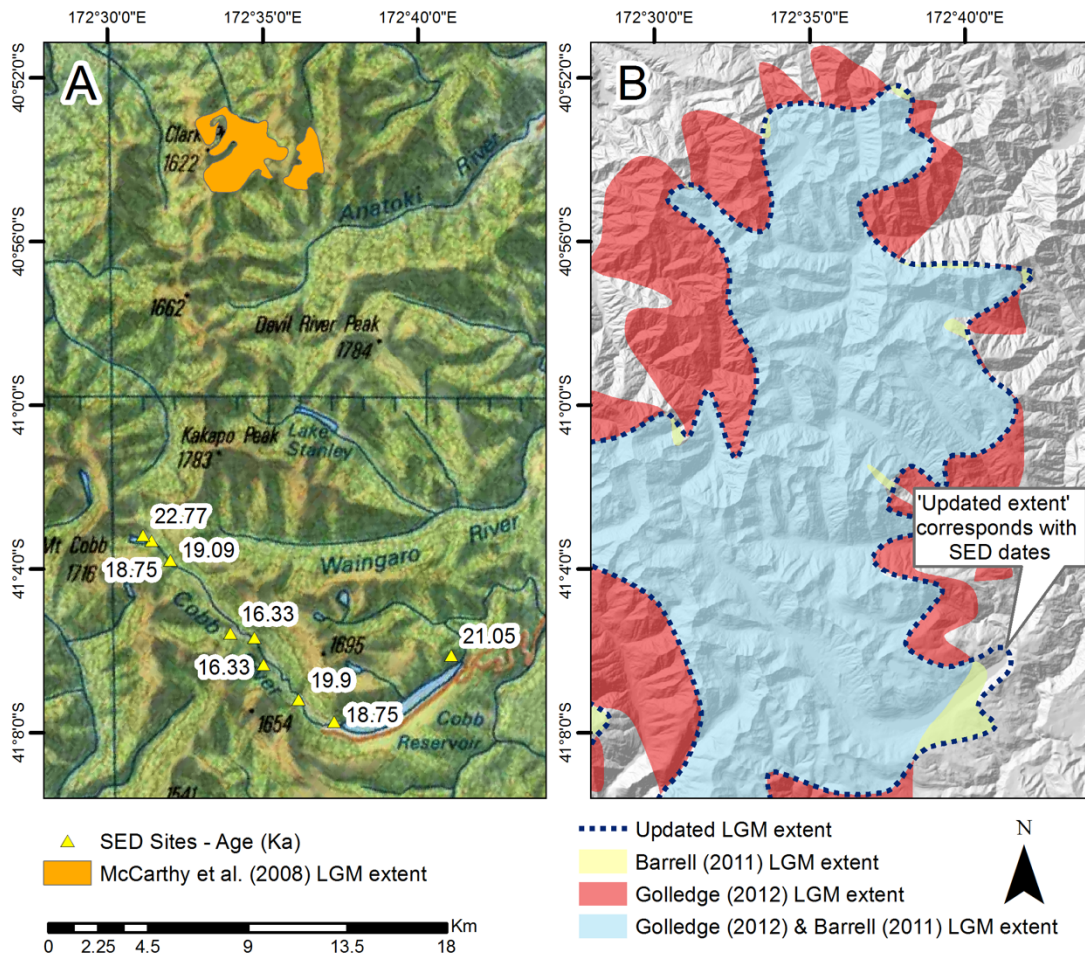 172°30'0"E 172°35'0"E 172°40'0"E
172°30'0"E 172°35'0"E 172°40'0"E
A
B
40°52'0"S
40°56'0"S
41°0'0"S
41°4'0"S
41°8'0"S
40°52'0"S
40°56'0"S
41°0'0"S
41°4'0"S
41°8'0"S
1622
Anatoki
River
1662
Devil River Peak
1784
Kakapo Peak
1783
Lake
Stanley
22.77
19.09
18.75
Mt Cobb
1716
Waingaro
River
Cobb
16.33
16.33
1695
21.05
19.9
18.75
1654
Cobb
Reservoir
1541
'Updated extent'
corresponds with
SED dates
SED Sites - Age (Ka)
McCarthy et al. (2008) LGM extent
Km
0 2.25 4.5 9 13.5 18
Updated LGM extent
Barrell (2011) LGM extent
Golledge (2012) LGM extent
Golledge (2012) & Barrell (2011) LGM extent
N